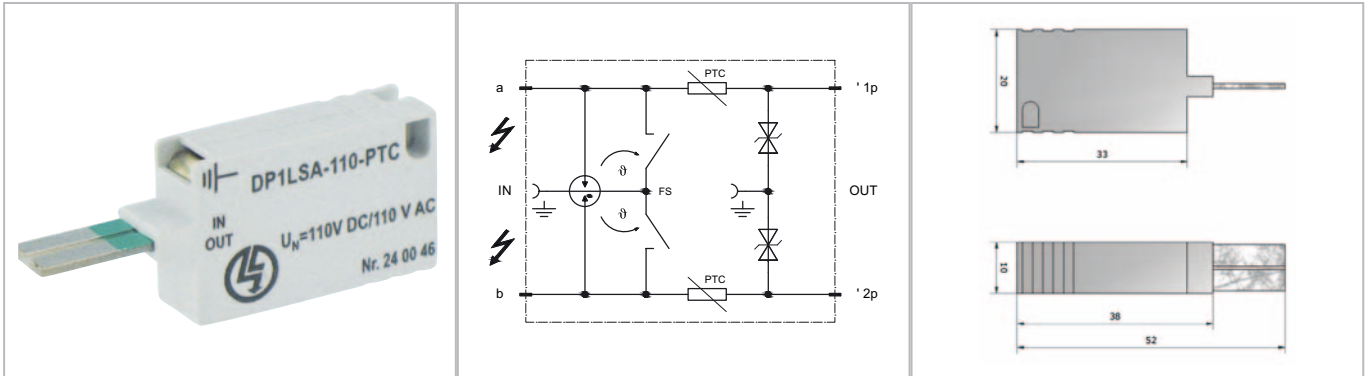 DP1LSA-110-PTC
IN
OUT
UN=110V DC/110 V AC
Nr. 24 00 46
a
PTC
' 1p
ϑ
IN
FS
OUT
ϑ
b
PTC
' 2p
20
33
10
38
52